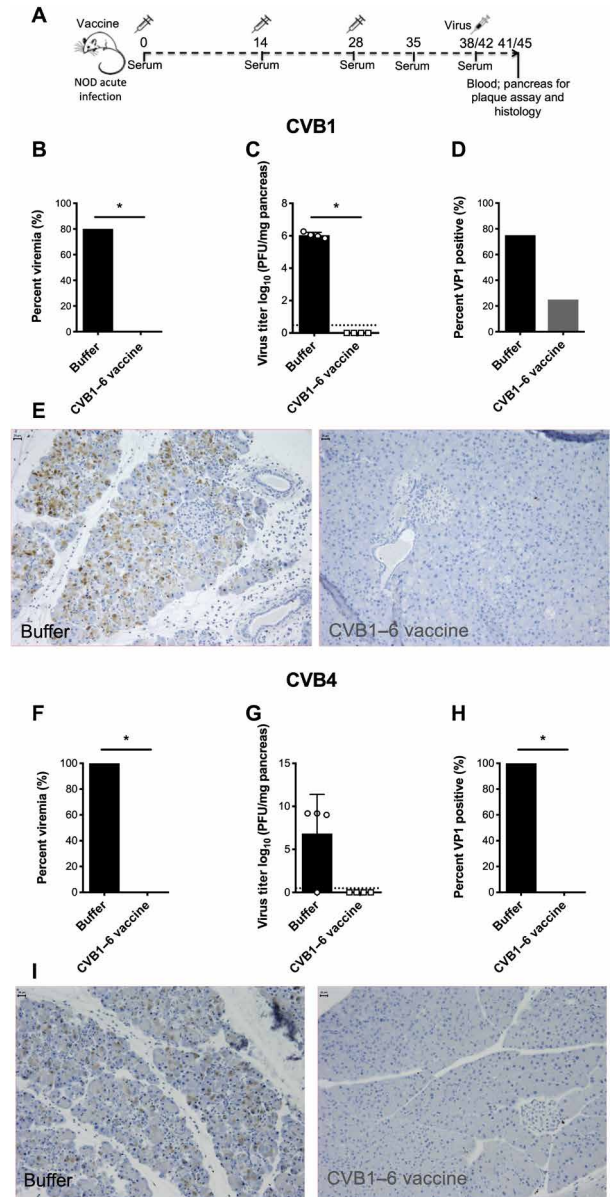 A
Vaccine
Virus
0 14 28 35 38/42 41/45
Serum Serum Serum Serum Serum
NOD acute
infection
Blood; pancreas for
plaque assay and
histology
CVB1
B
Percent viremia (%)
100
80
60
40
20
0
Buffer
CVB1–6 vaccine
*
C
Virus titer log10 (PFU/mg pancreas)
8
6
4
2
0
Buffer
CVB1–6 vaccine
*
D
Percent VP1 positive (%)
100
80
60
40
20
0
Buffer
CVB1–6 vaccine
E
Buffer
CVB1–6 vaccine
CVB4
F
Percent viremia (%)
100
80
60
40
20
0
Buffer
CVB1–6 vaccine
*
G
Virus titer log10 (PFU/mg pancreas)
15
10
5
0
Buffer
CVB1–6 vaccine
H
Percent VP1 positive (%)
100
80
60
40
20
0
Buffer
CVB1–6 vaccine
*
I
Buffer
CVB1–6 vaccine